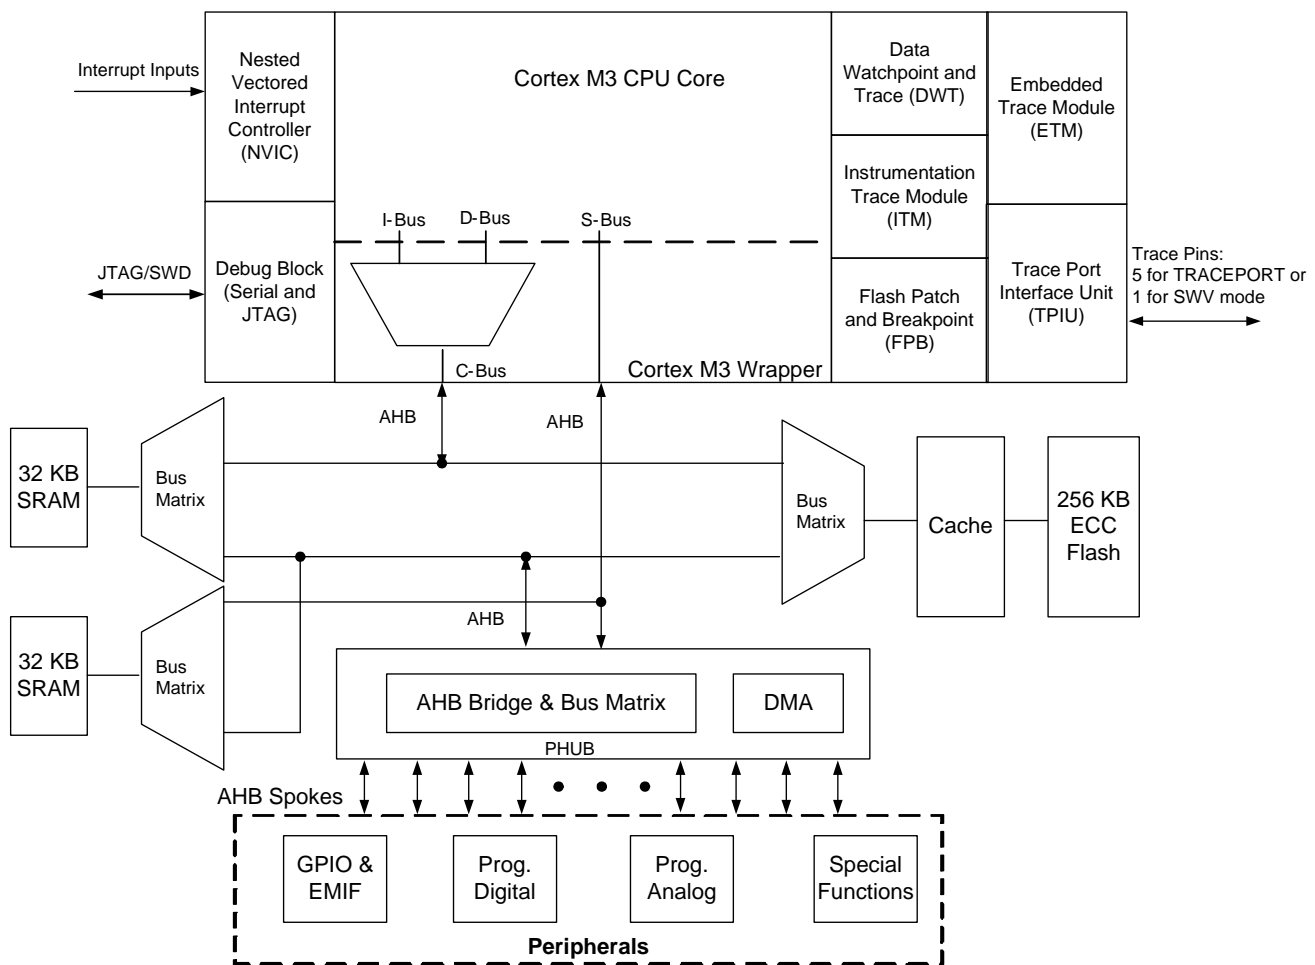 Interrupt Inputs
Nested
Vectored
Interrupt
Controller
(NVIC)
Cortex M3 CPU Core
Data
Watchpoint and
Trace (DWT)
Embedded
Trace Module
(ETM)
Instrumentation
Trace Module
(ITM)
I-Bus
D-Bus
S-Bus
JTAG/SWD
Debug Block
(Serial and
JTAG)
Flash Patch
and Breakpoint
(FPB)
Trace Port
Interface Unit
(TPIU)
Trace Pins:
5 for TRACEPORT or
1 for SWV mode
C-Bus
Cortex M3 Wrapper
AHB
AHB
32 KB
SRAM
Bus
Matrix
Bus
Matrix
Cache
256 KB
ECC
Flash
AHB
32 KB
SRAM
Bus
Matrix
AHB Bridge & Bus Matrix
DMA
PHUB
AHB Spokes
GPIO &
EMIF
Prog.
Digital
Prog.
Analog
Special
Functions
Peripherals